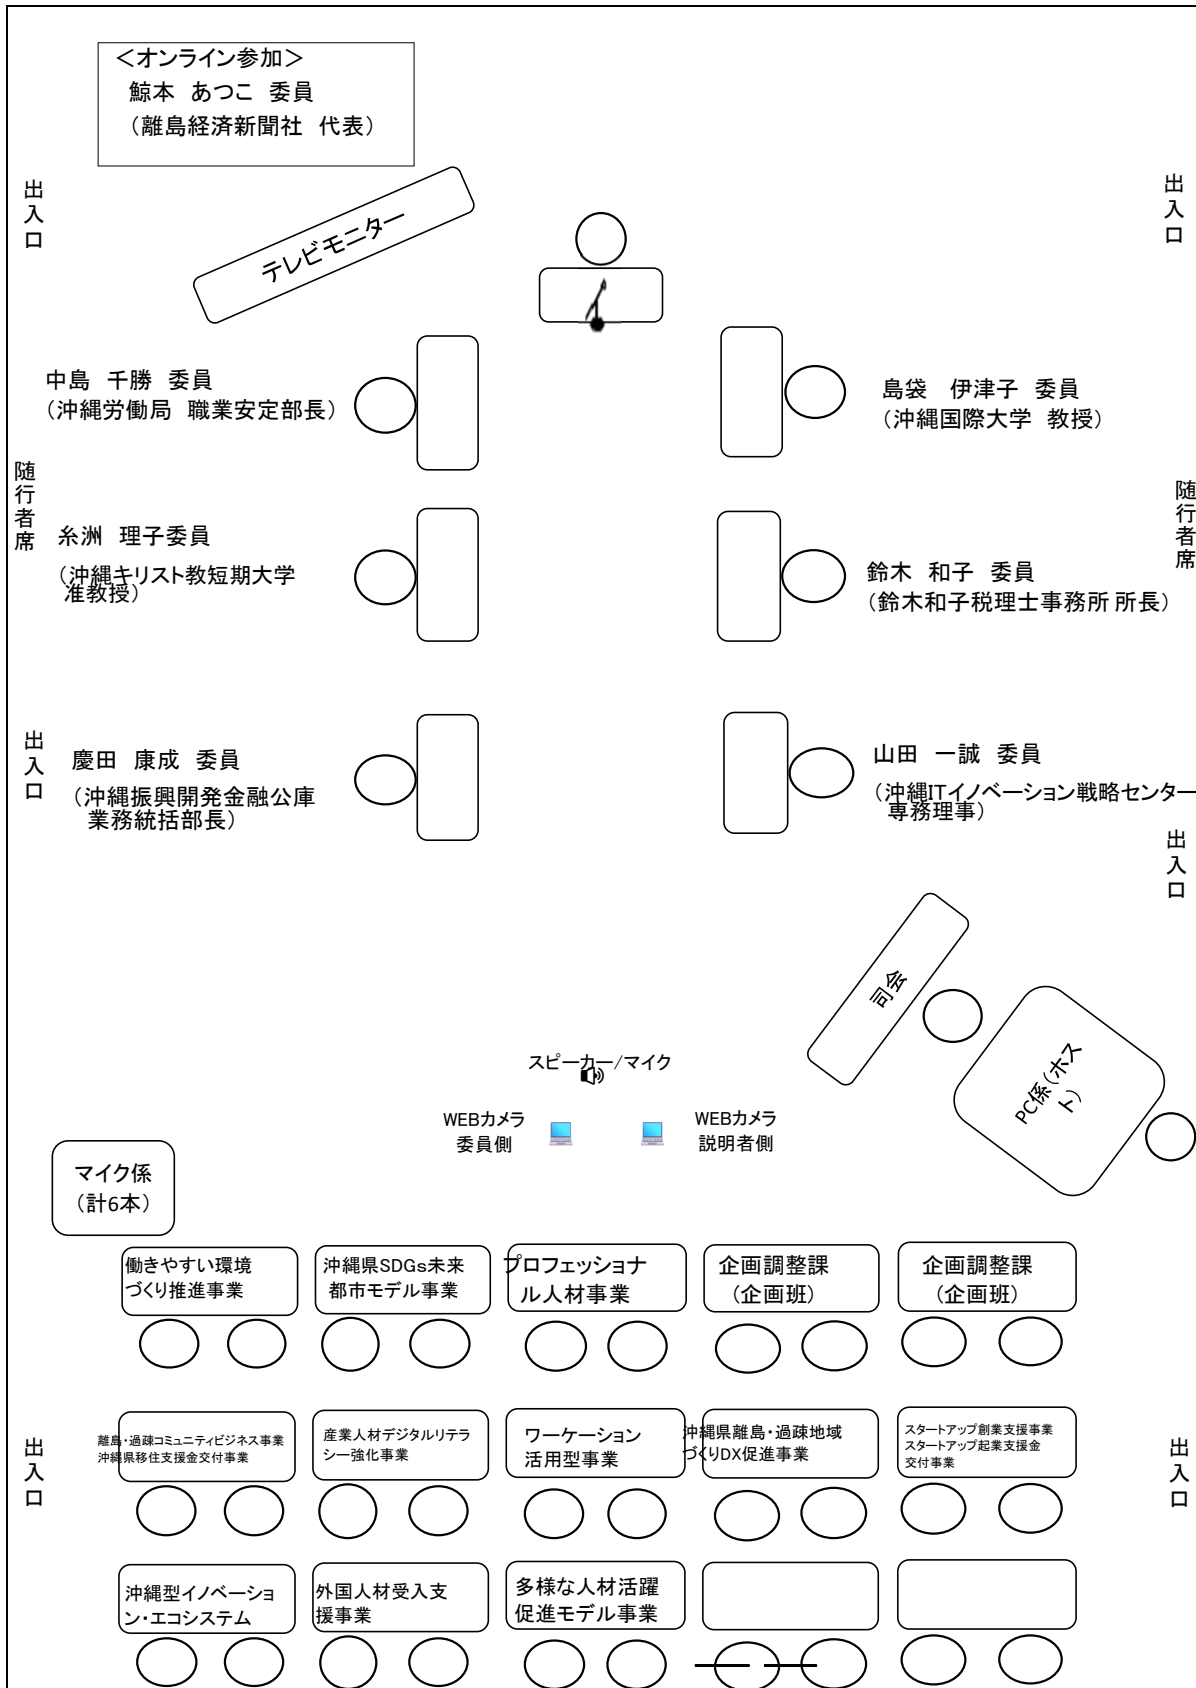 ＜オンライン参加＞
鯨本　あつこ　委員
（離島経済新聞社　代表）
出入口
出入口
テレビモニター
中島　千勝　委員
（沖縄労働局　職業安定部長）
島袋　伊津子　委員
（沖縄国際大学　教授）
随行者席
随行者席
糸洲　理子委員
（沖縄キリスト教短期大学
准教授）
鈴木　和子　委員
（鈴木和子税理士事務所 所長）
出入口
慶田　康成　委員
（沖縄振興開発金融公庫
業務統括部長）
山田　一誠　委員
（沖縄ITイノベーション戦略センター
専務理事）
出入口
司会
PC係（ホス
ト）
スピーカー/マイク
WEBカメラ
委員側
WEBカメラ
説明者側
マイク係
（計6本）
働きやすい環境
づくり推進事業
沖縄県SDGs未来
都市モデル事業
プロフェッショナ
ル人材事業
企画調整課
（企画班）
企画調整課
（企画班）
出入口
離島・過疎コミュニティビジネス事業
沖縄県移住支援金交付事業
産業人材デジタルリテラ
シー強化事業
ワーケーション
活用型事業
沖縄県離島・過疎地域
づくりDX促進事業
スタートアップ創業支援事業
スタートアップ起業支援金
交付事業
出入口
沖縄型イノベーショ
ン・エコシステム
外国人材受入支
援事業
多様な人材活躍
促進モデル事業